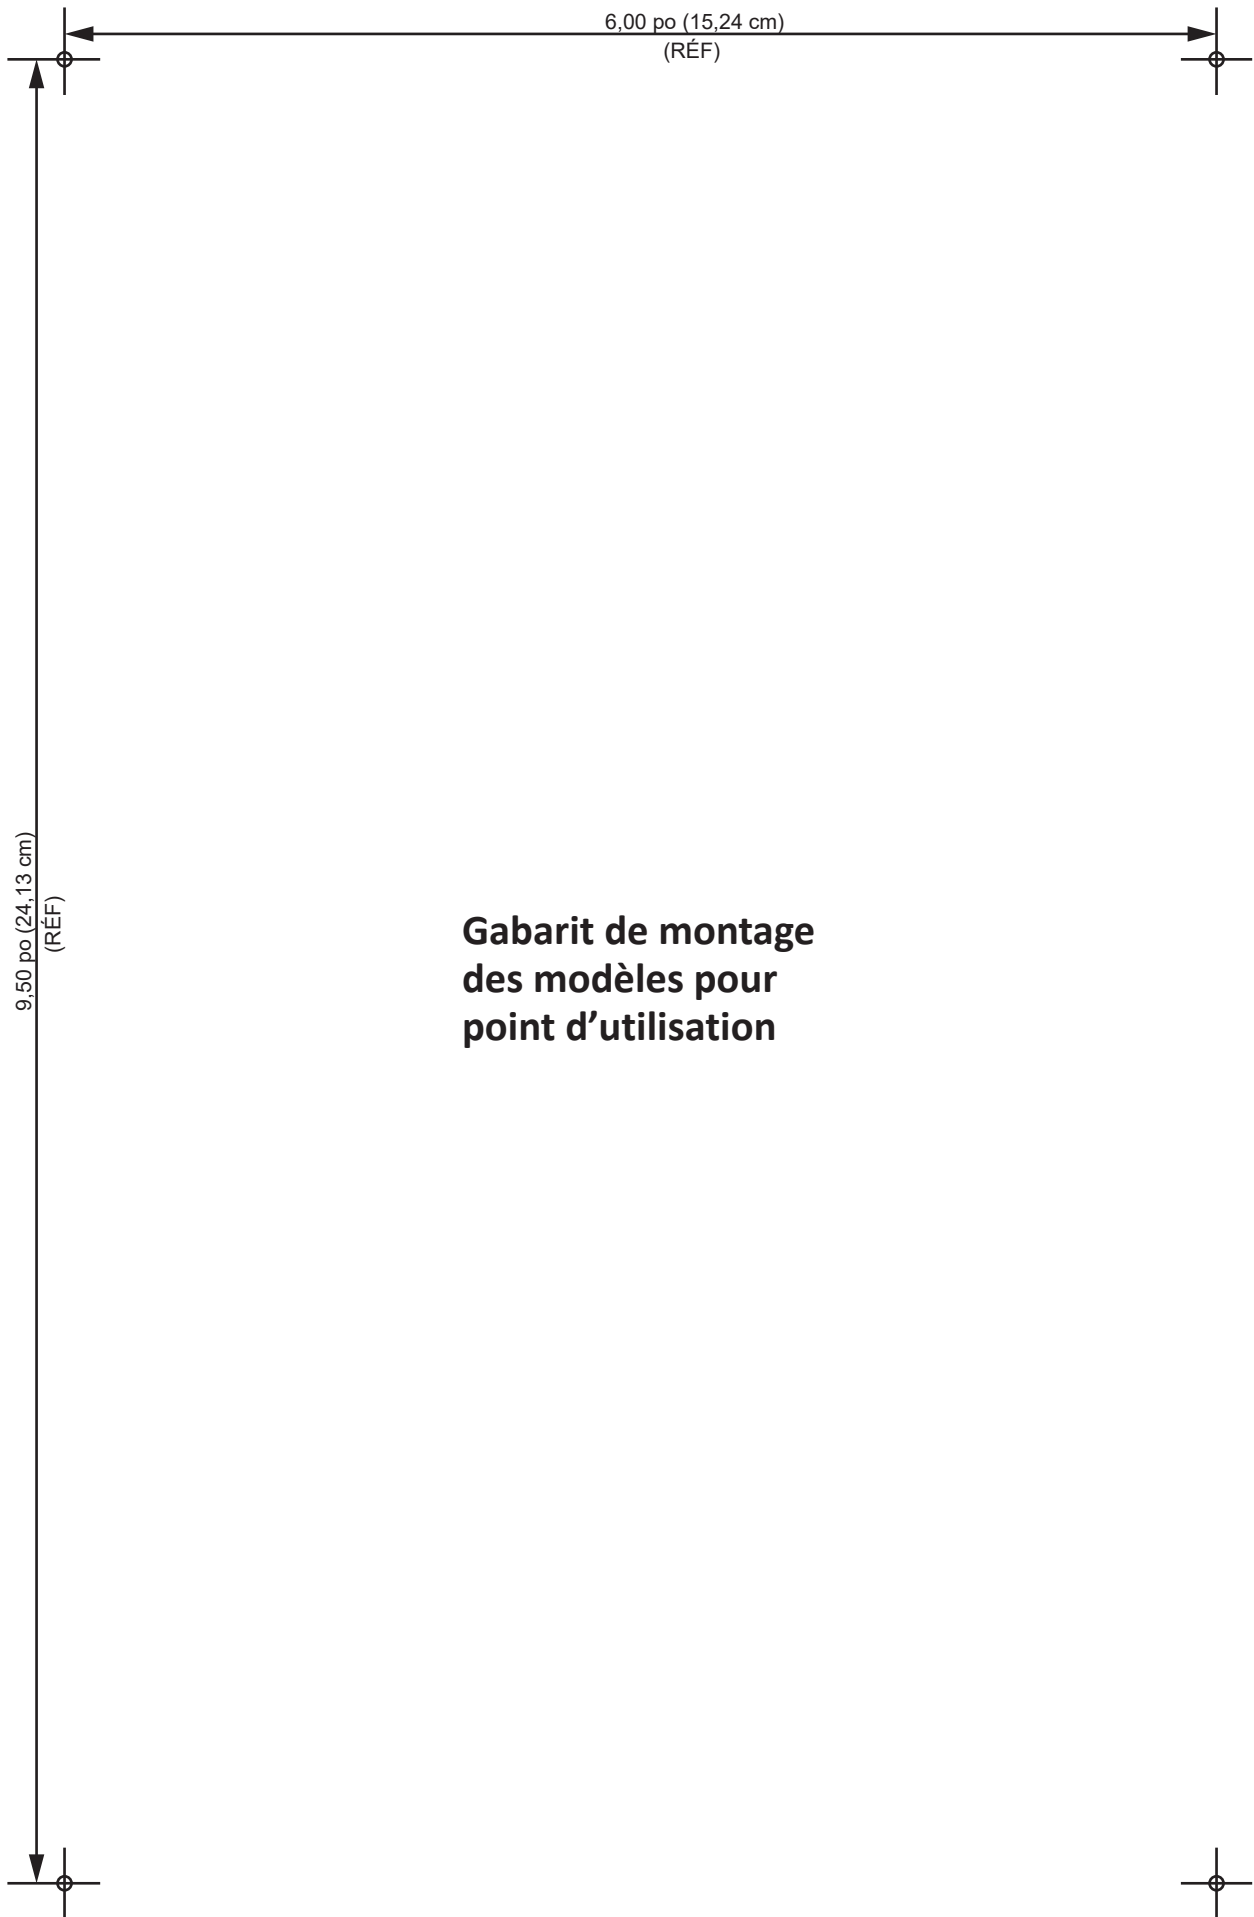 6,00 po (15,24 cm)
(RÉF)
9,50 po (24,13 cm)
(RÉF)
Gabarit de montage
des modèles pour
point d’utilisation